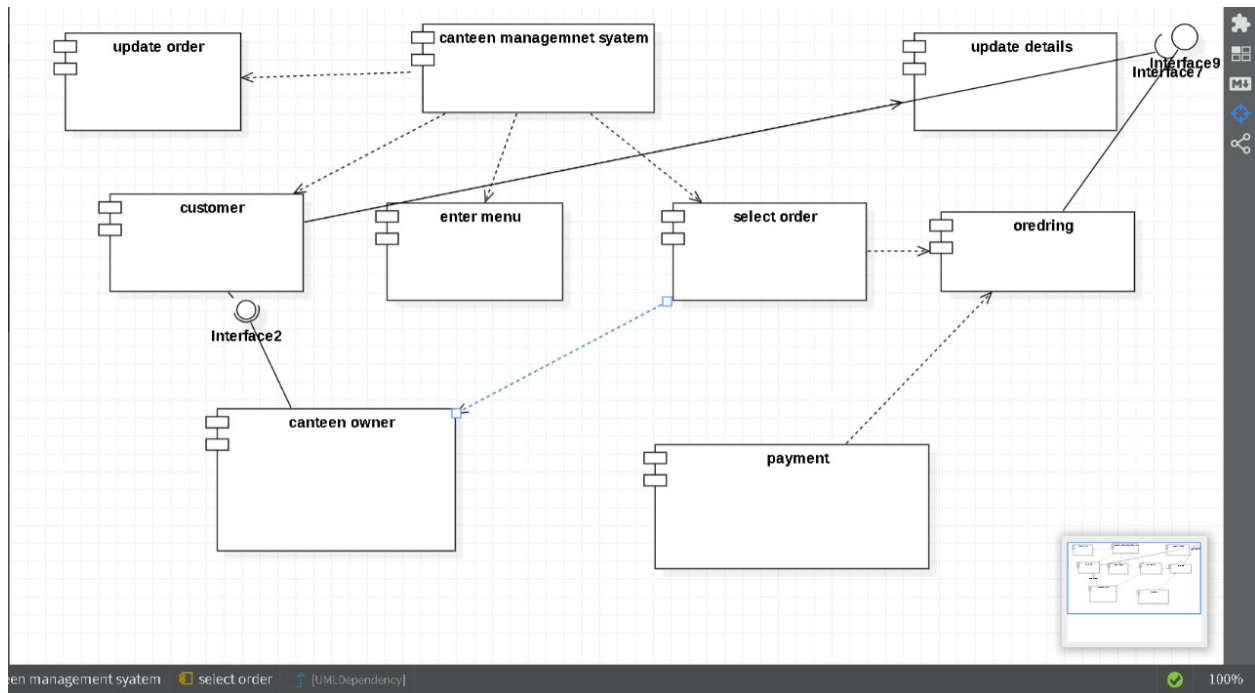 update order
canteen managemnet syatem
update details
Interface9
Interface7
M↓
customer
enter menu
select order
oredring
Interface2
canteen owner
payment
en management syatem select order [UMLDependency] 100%